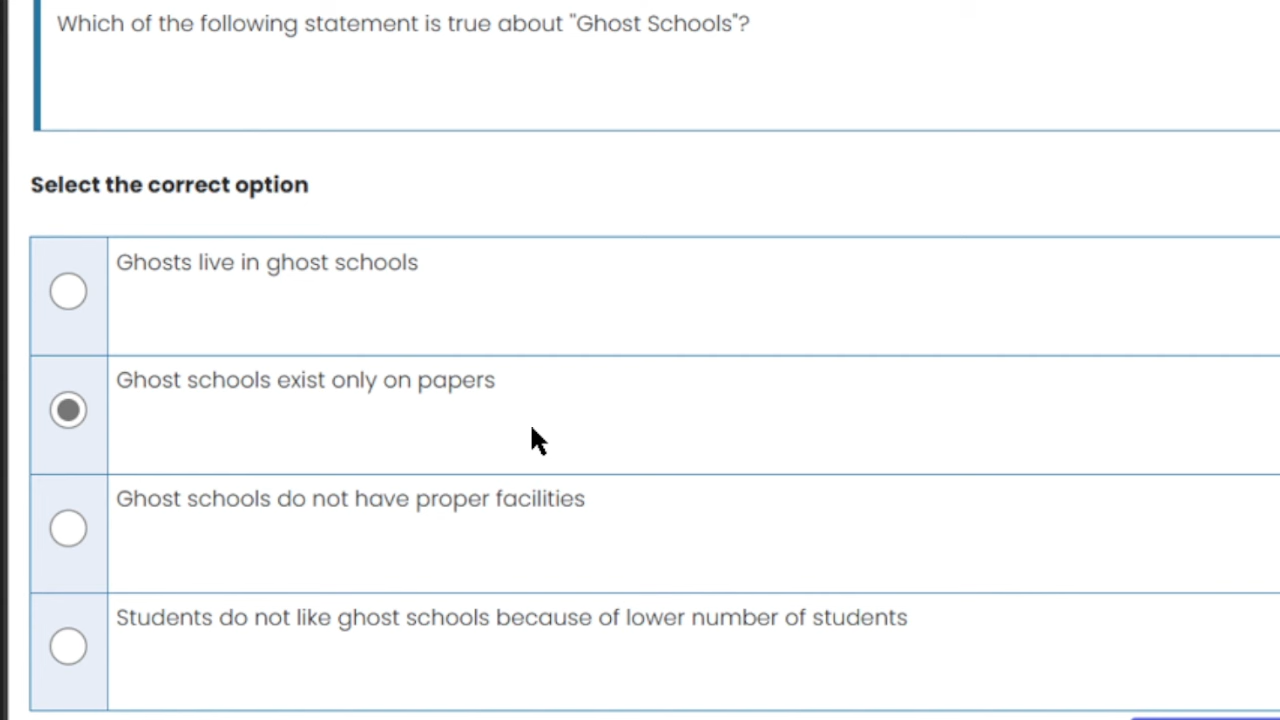 Which of the following statement is true about "Ghost Schools"?
Select the correct option
Ghosts live in ghost schools
Ghost schools exist only on papers
Ghost schools do not have proper facilities
Students do not like ghost schools because of lower number of students